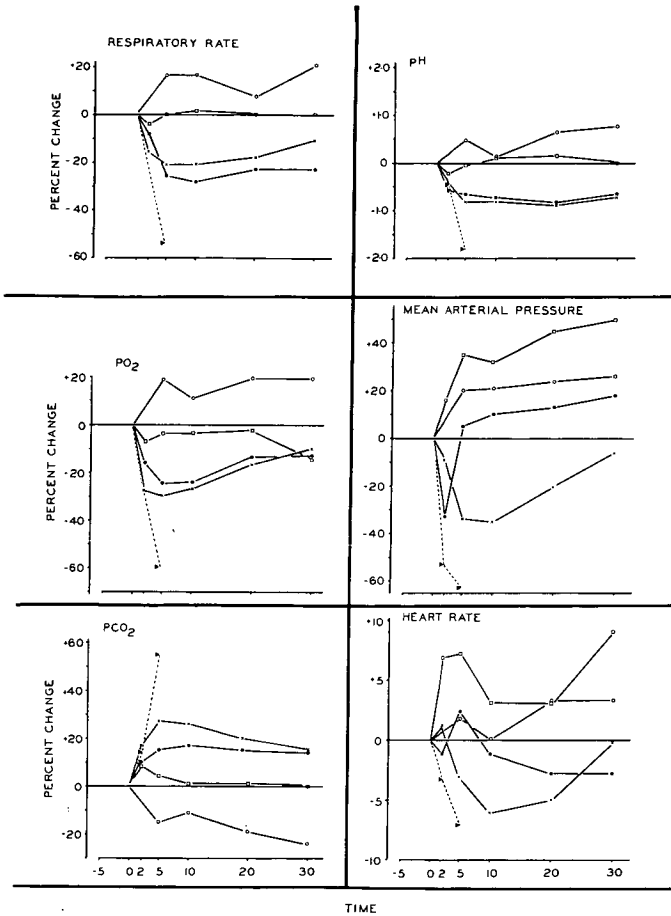 RESPIRATORY RATE
+20
0
-20
-40
-60
PERCENT CHANGE
pH
+2.0
+1.0
0
-1.0
-2.0
PO2
+20
0
-20
-40
-60
PERCENT CHANGE
MEAN ARTERIAL PRESSURE
+40
+20
0
-20
-40
-60
PCO2
+60
+40
+20
0
-20
PERCENT CHANGE
-5 0 2 5 10 20 30
HEART RATE
+10
+5
0
-5
-10
-5 0 2 5 10 20 30
TIME